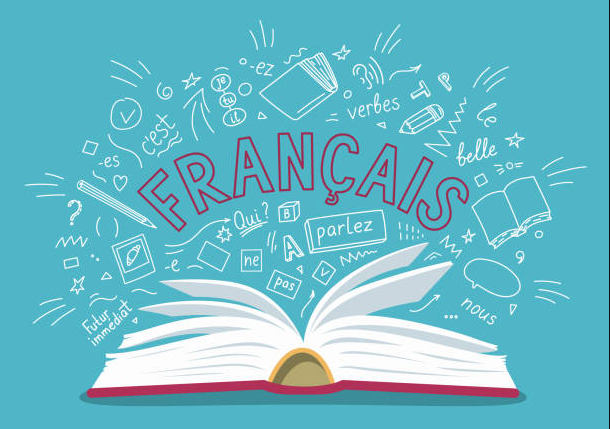 -ez
je
tu
il
verbes
c'est
le
belle
-es
FRANÇAIS
Qui?
B
parlez
A
-e
ne
pas
nous
Futur
immédiat